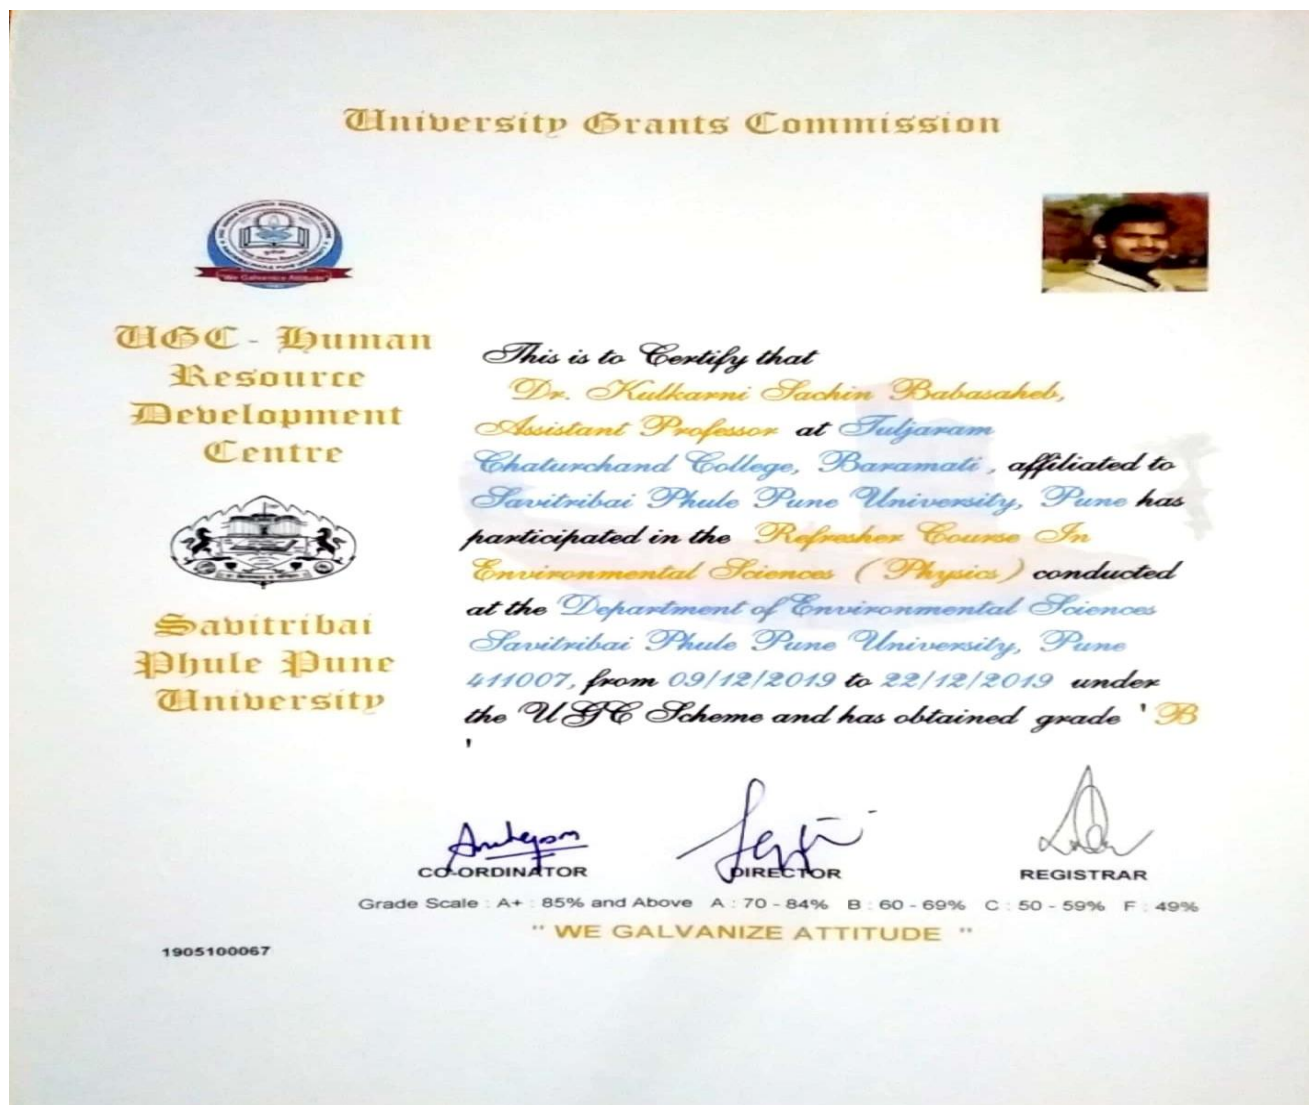 University Grants Commission
"We Galvanize Attitude"
UGC - Human
Resource
Development
Centre
Savitribai
Phule Pune
University
This is to Certify that
Dr. Kulkarni Sachin Babasaheb,
Assistant Professor at Tuljaram
Chaturchand College, Baramati, affiliated to
Savitribai Phule Pune University, Pune has
participated in the Refresher Course In
Environmental Sciences (Physics) conducted
at the Department of Environmental Sciences
Savitribai Phule Pune University, Pune
411007, from 09/12/2019 to 22/12/2019 under
the UGC Scheme and has obtained grade ' B
'
CO-ORDINATOR DIRECTOR REGISTRAR
Grade Scale : A+ : 85% and Above A : 70 - 84% B : 60 - 69% C : 50 - 59% F : 49%
" WE GALVANIZE ATTITUDE "
1905100067